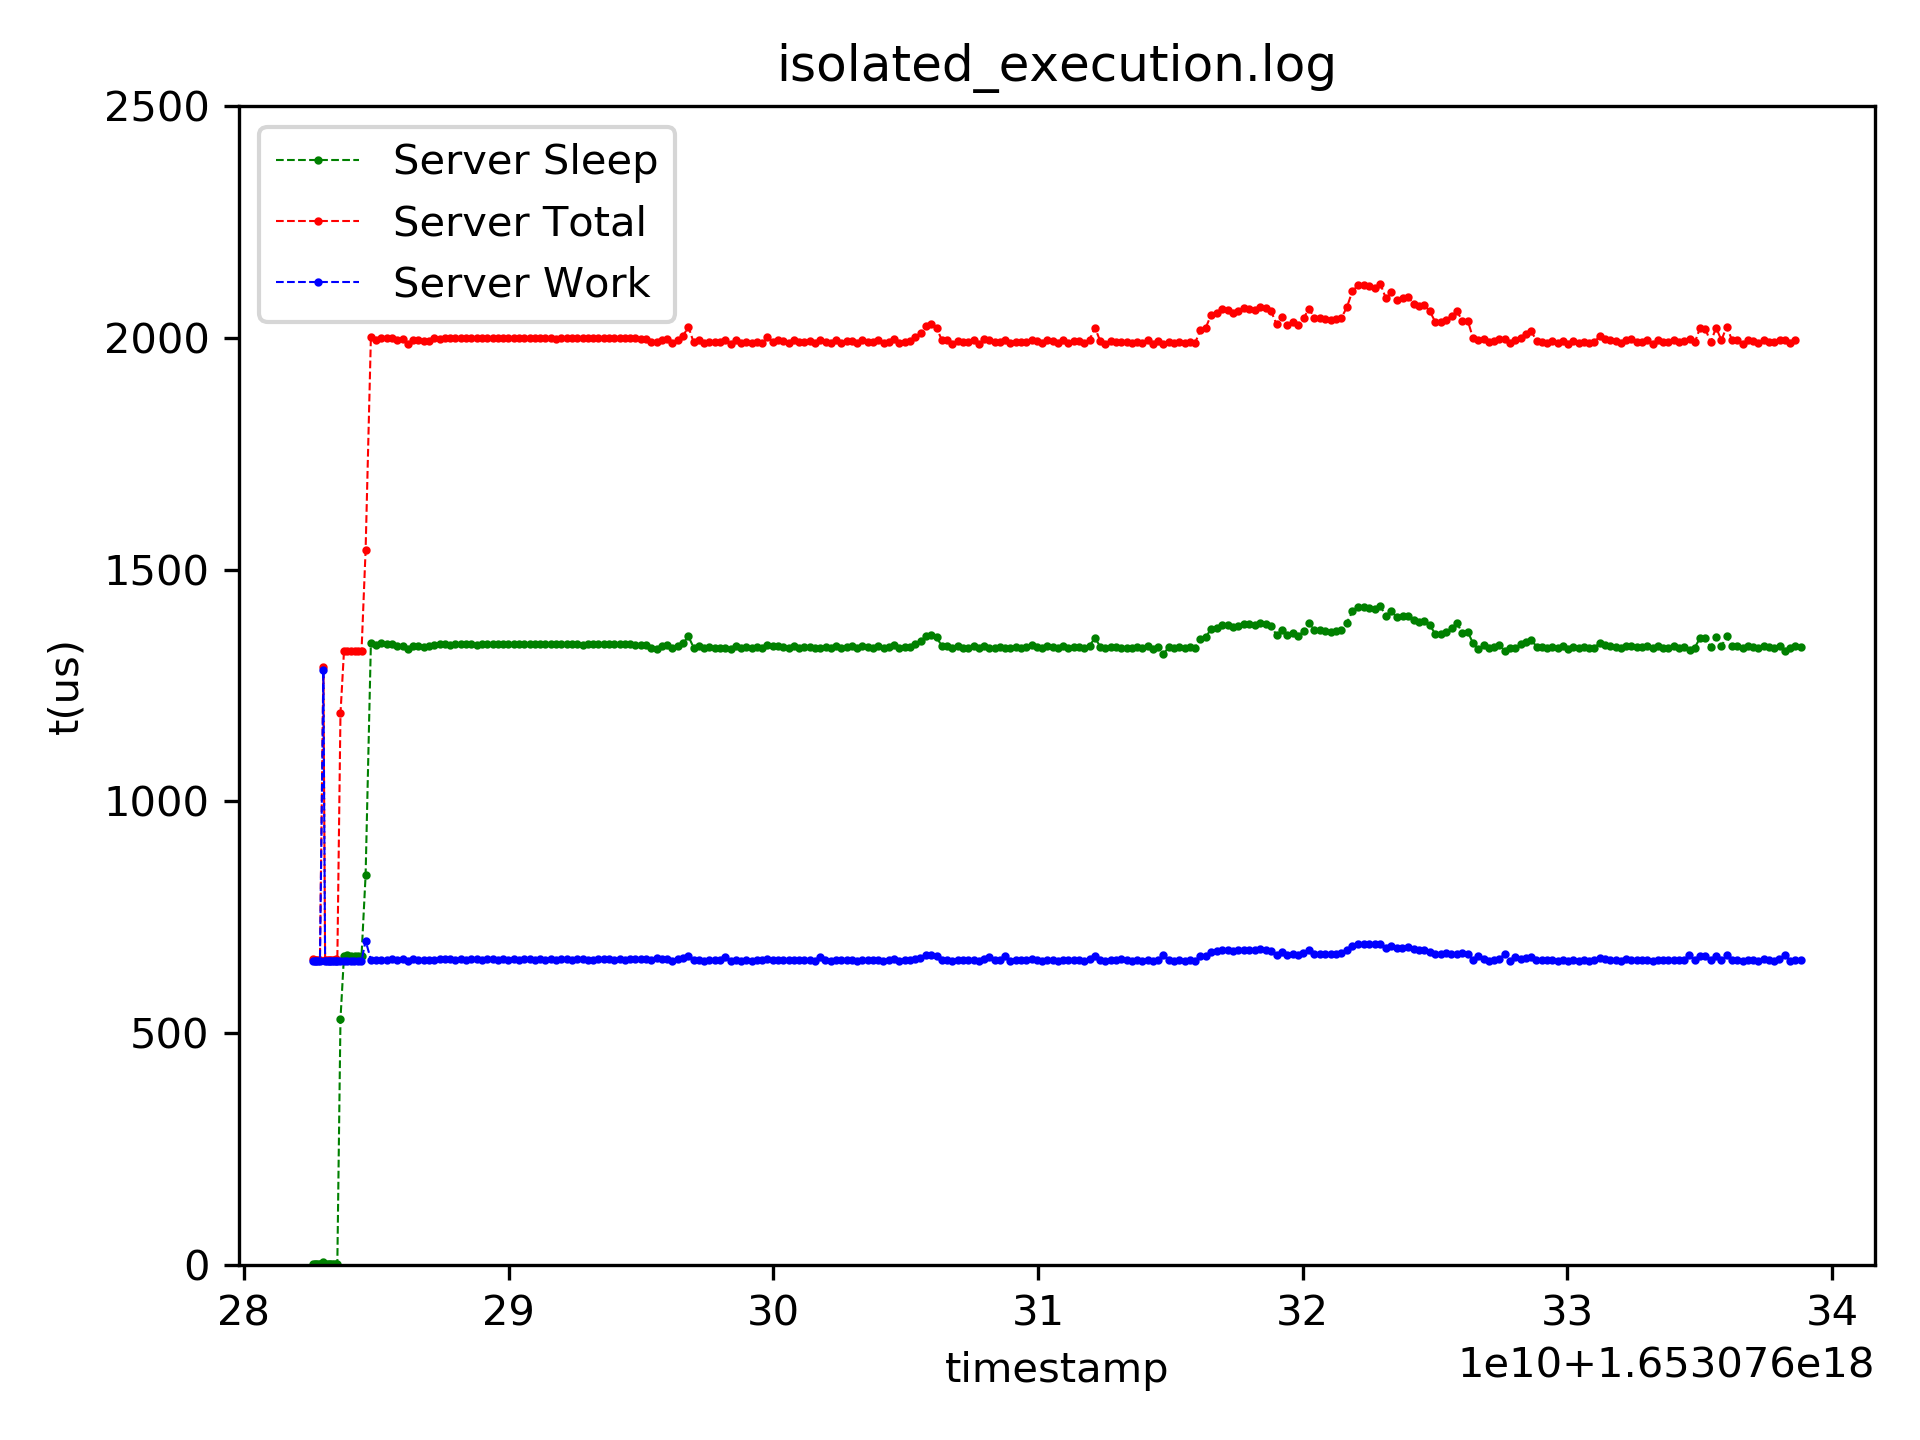 isolated_execution.log
2500
2000
1500
1000
500
0
t(us)
Server Sleep
Server Total
Server Work
28 29 30 31 32 33 34
timestamp
1e10+1.653076e18